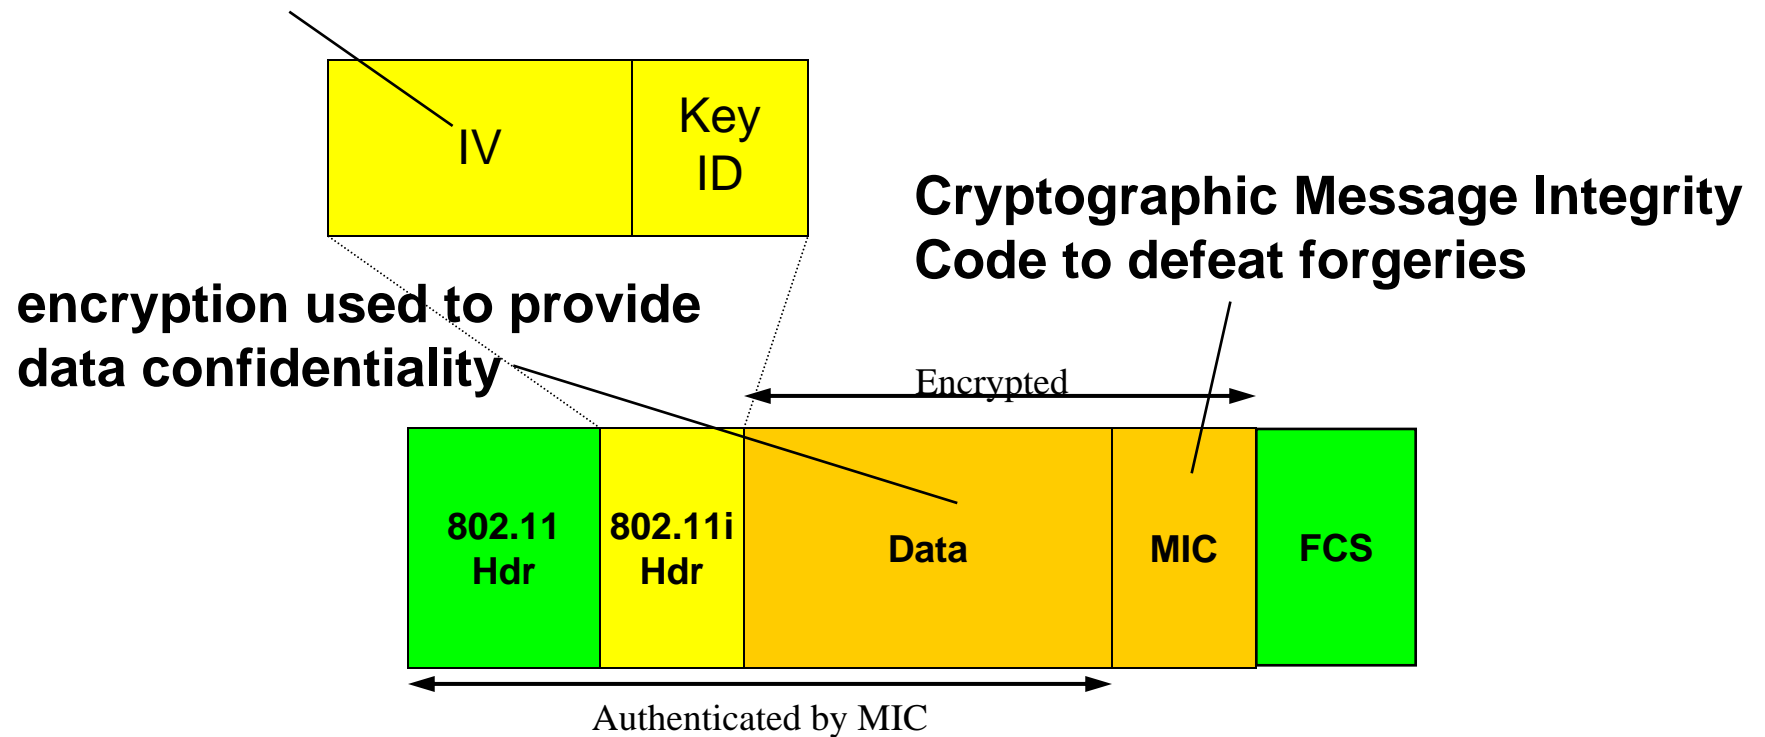 IV
Key
ID
Cryptographic Message Integrity
Code to defeat forgeries
encryption used to provide
data confidentiality
Encrypted
802.11
Hdr
802.11i
Hdr
Data
MIC
FCS
Authenticated by MIC